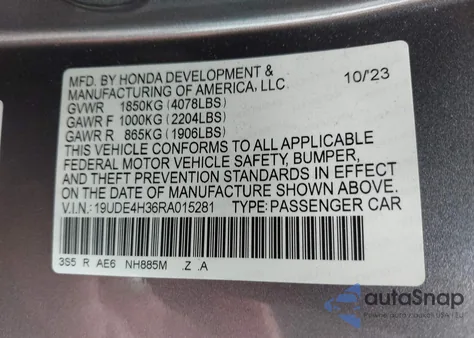 MFD. BY HONDA DEVELOPMENT &
MANUFACTURING OF AMERICA, LLC 10/23
GVWR 1850KG (4078LBS)
GAWR F 1000KG (2204LBS)
GAWR R 865KG (1906LBS)
THIS VEHICLE CONFORMS TO ALL APPLICABLE
FEDERAL MOTOR VEHICLE SAFETY, BUMPER,
AND THEFT PREVENTION STANDARDS IN EFFECT
ON THE DATE OF MANUFACTURE SHOWN ABOVE.
V.I.N.: 19UDE4H36RA015281 TYPE: PASSENGER CAR
3S5 R AE6 NH885M .Z .A
autoSnap